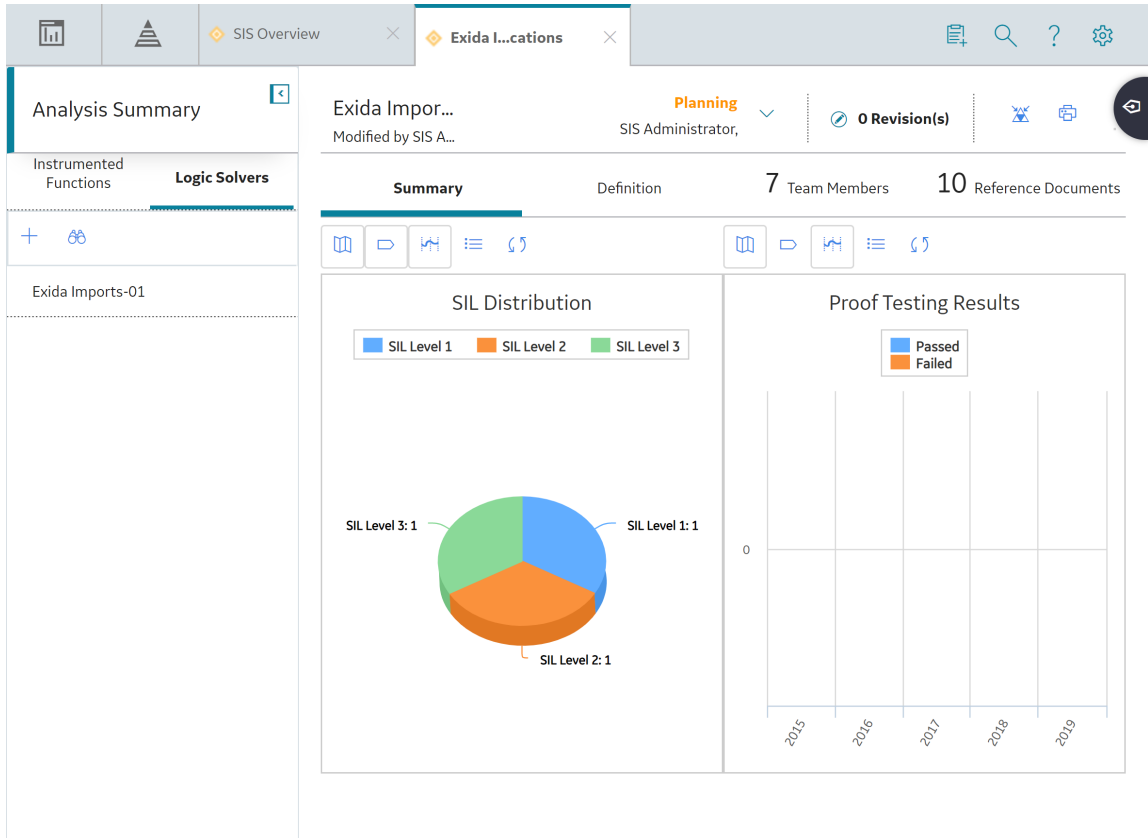 SIS Overview
Exida I...cations
Analysis Summary
Exida Impor...
Modified by SIS A...
Planning
SIS Administrator,
0 Revision(s)
Instrumented
Functions
Logic Solvers
Summary
Definition
7 Team Members
10 Reference Documents
Exida Imports-01
SIL Distribution
SIL Level 1
SIL Level 2
SIL Level 3
SIL Level 3: 1
SIL Level 1: 1
SIL Level 2: 1
Proof Testing Results
Passed
Failed
0
2015
2016
2017
2018
2019